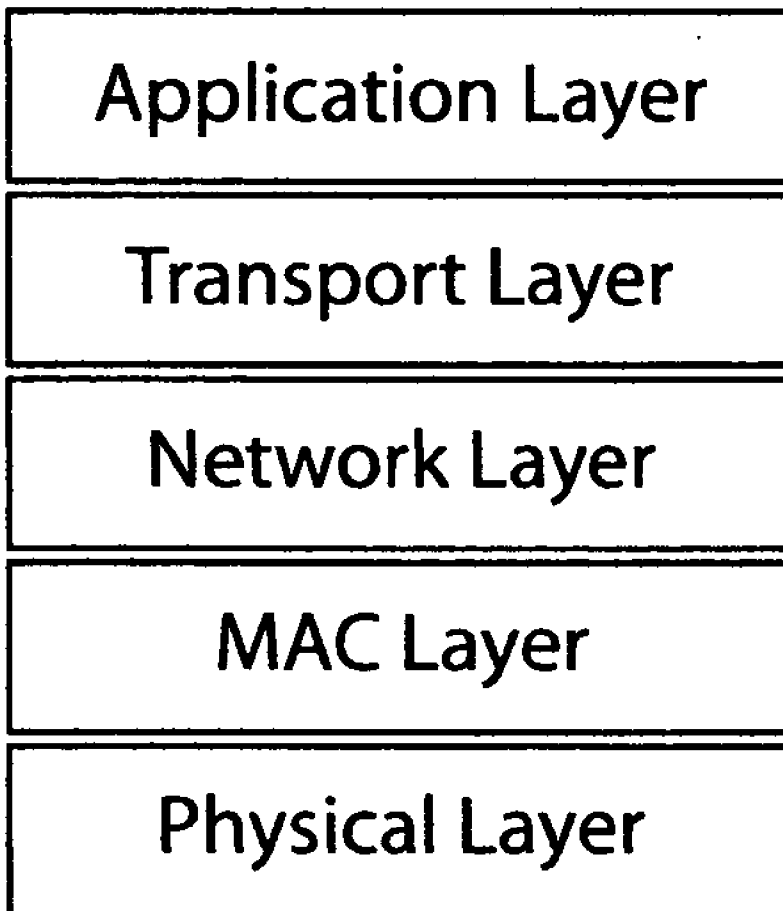 Application Layer
Transport Layer
Network Layer
MAC Layer
Physical Layer